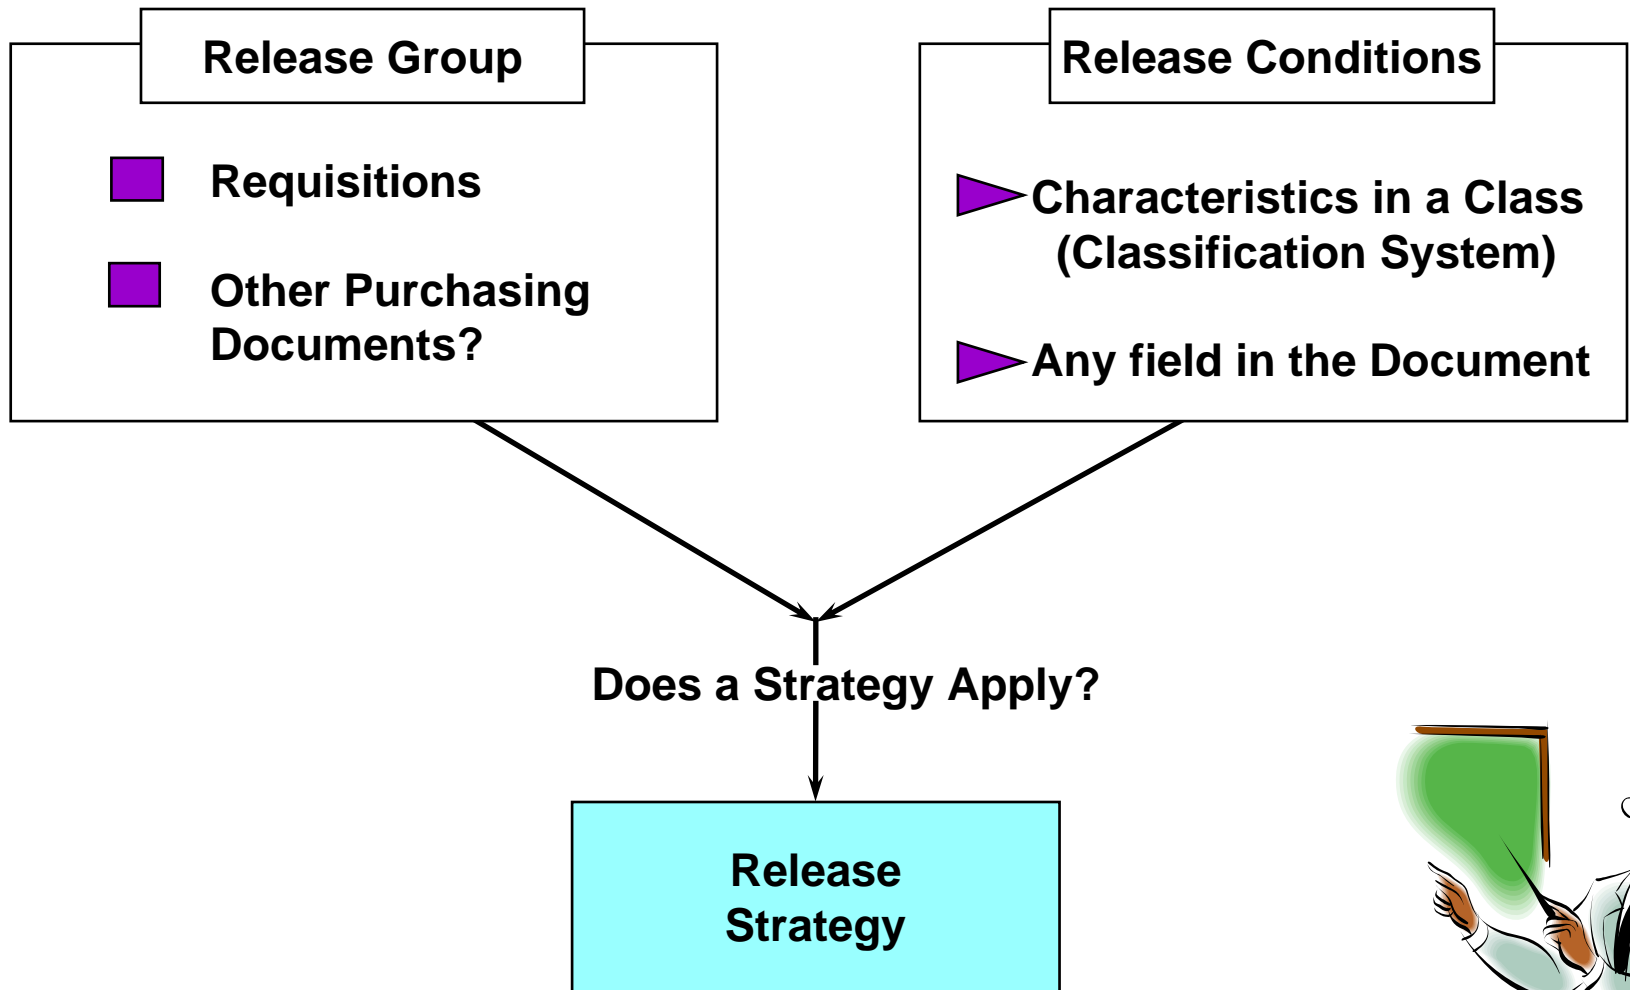 Release Group
Requisitions
Other Purchasing
Documents?
Release Conditions
Characteristics in a Class
(Classification System)
Any field in the Document
Does a Strategy Apply?
Release
Strategy